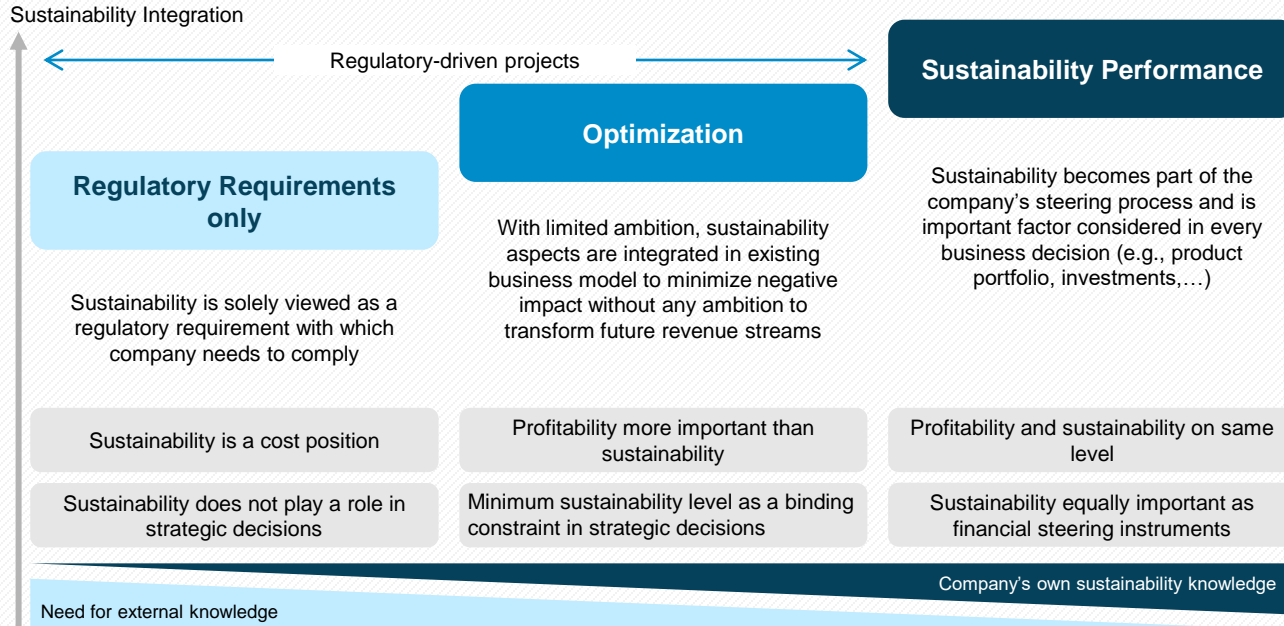 Sustainability Integration
Regulatory-driven projects
Regulatory Requirements
only
Sustainability is solely viewed as a
regulatory requirement with which
company needs to comply
Sustainability is a cost position
Sustainability does not play a role in
strategic decisions
Optimization
With limited ambition, sustainability
aspects are integrated in existing
business model to minimize negative
impact without any ambition to
transform future revenue streams
Profitability more important than
sustainability
Minimum sustainability level as a binding
constraint in strategic decisions
Sustainability Performance
Sustainability becomes part of the
company’s steering process and is
important factor considered in every
business decision (e.g., product
portfolio, investments,…)
Profitability and sustainability on same
level
Sustainability equally important as
financial steering instruments
Company’s own sustainability knowledge
Need for external knowledge